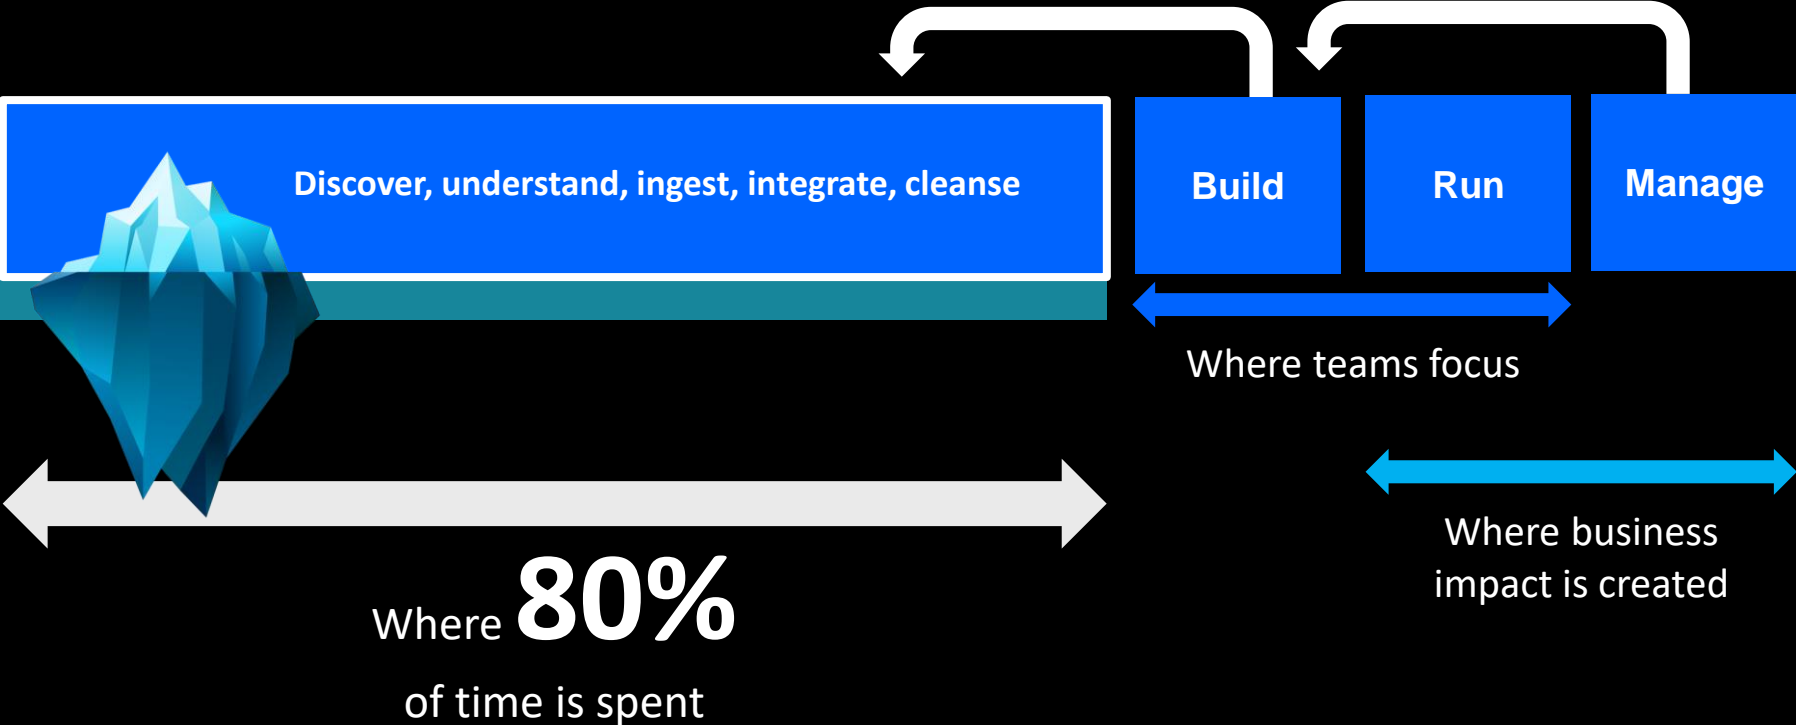 Discover, understand, ingest, integrate, cleanse
Build
Run
Manage
Where teams focus
Where business
impact is created
Where 80%
of time is spent